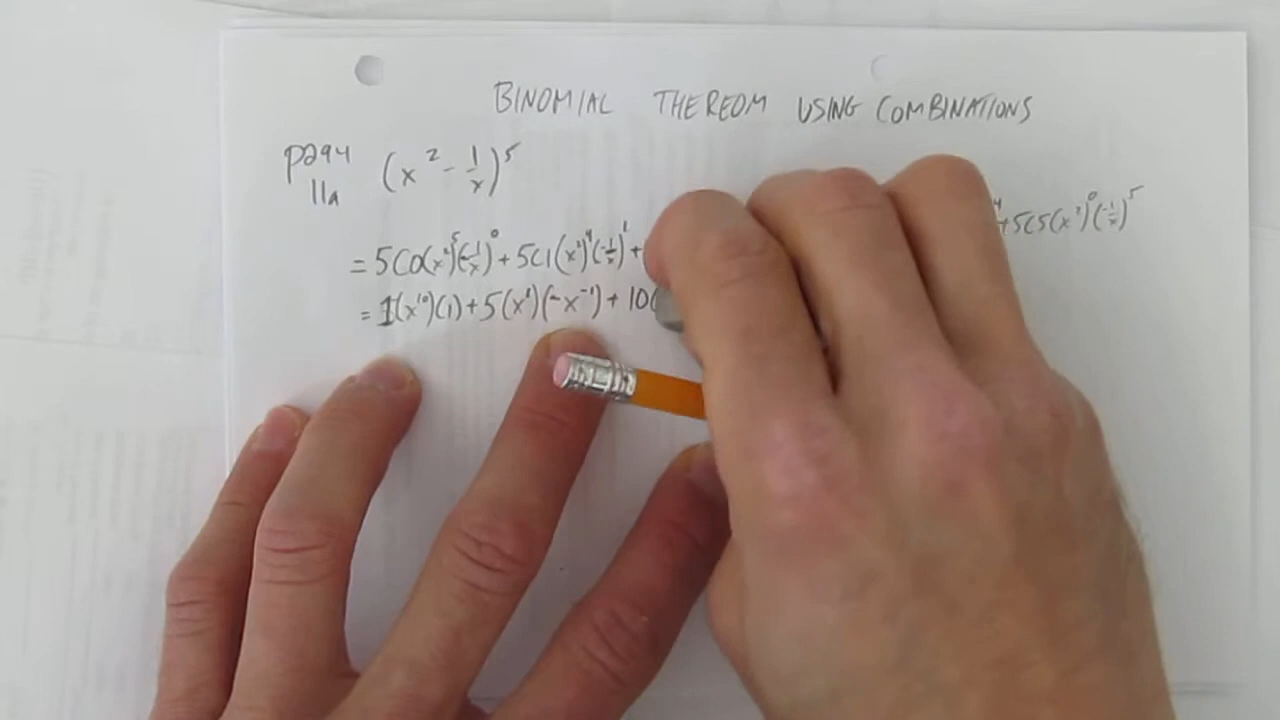 BINOMIAL THEREOM USING COMBINATIONS
p294 (x² - 1/x)⁵
11a
= 5C0(x²)⁵(-1/x)⁰ + 5C1(x²)⁴(-1/x)¹ + +5C5(x²)⁰(-1/x)⁵
= 1(x¹⁰)(1) + 5(x⁸)(-x⁻¹) + 10(